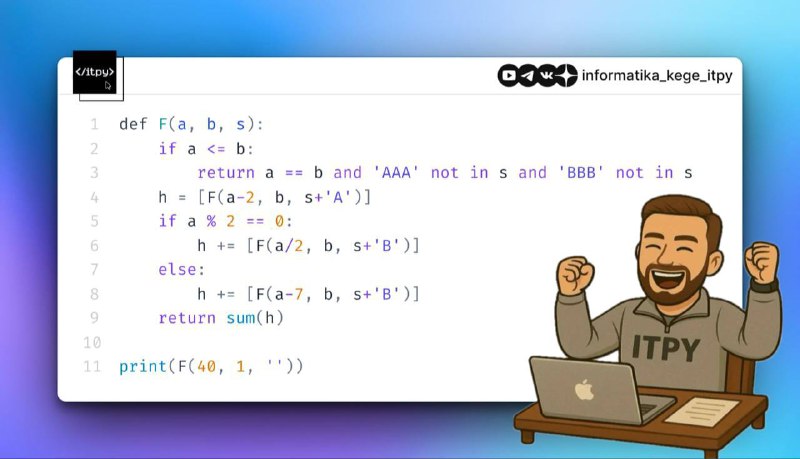 </itpy>
informatika_kege_itpy
1 def F(a, b, s):
2     if a <= b:
3         return a == b and 'AAA' not in s and 'BBB' not in s
4     h = [F(a-2, b, s+'A')]
5     if a % 2 == 0:
6         h += [F(a/2, b, s+'B')]
7     else:
8         h += [F(a-7, b, s+'B')]
9     return sum(h)
10
11 print(F(40, 1, ''))
ITPY